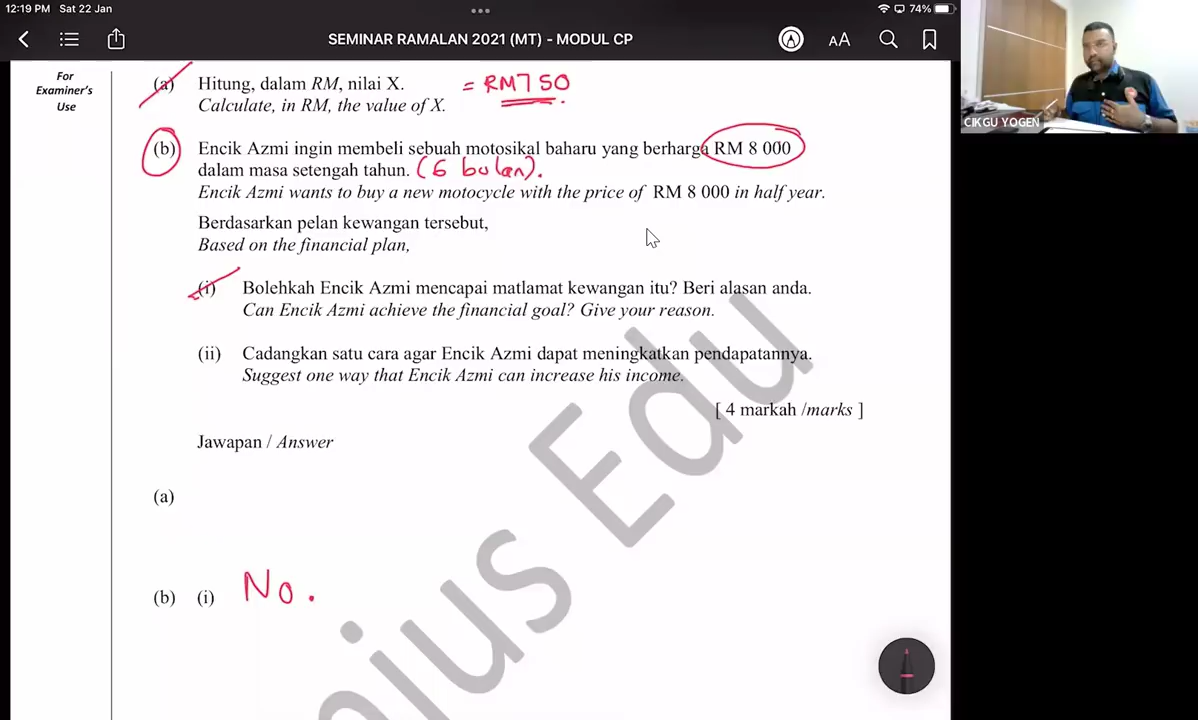 12:19 PM Sat 22 Jan
74%
SEMINAR RAMALAN 2021 (MT) - MODUL CP
AA
CIKGU YOGEN
For
Examiner's
Use
(a) Hitung, dalam RM, nilai X. = RM750
Calculate, in RM, the value of X.
(b) Encik Azmi ingin membeli sebuah motosikal baharu yang berharga RM 8 000
dalam masa setengah tahun. (6 bulan).
Encik Azmi wants to buy a new motocycle with the price of RM 8 000 in half year.
Berdasarkan pelan kewangan tersebut,
Based on the financial plan,
(i) Bolehkah Encik Azmi mencapai matlamat kewangan itu? Beri alasan anda.
Can Encik Azmi achieve the financial goal? Give your reason.
(ii) Cadangkan satu cara agar Encik Azmi dapat meningkatkan pendapatannya.
Suggest one way that Encik Azmi can increase his income.
[ 4 markah /marks ]
Jawapan / Answer
(a)
(b) (i) No.
ius Edu